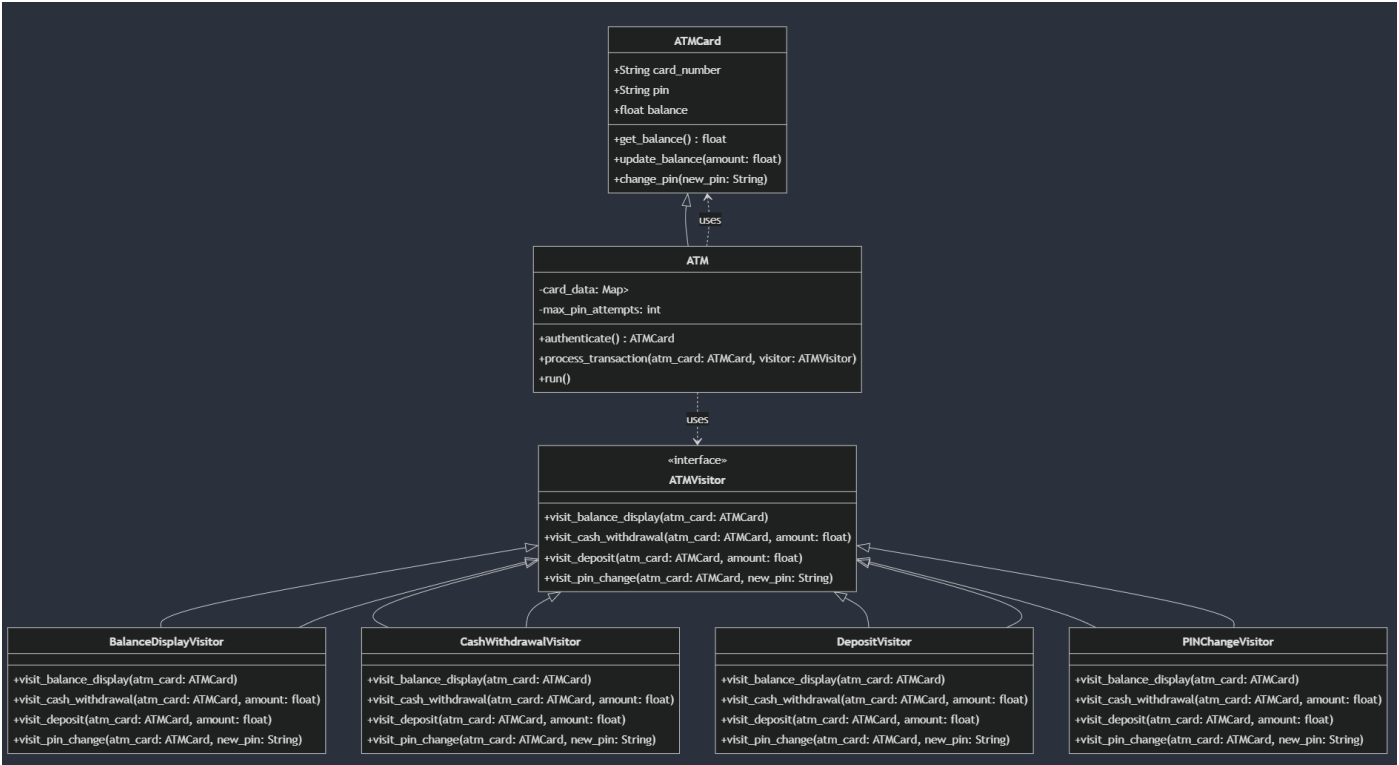 ATMCard
+String card_number
+String pin
+float balance
+get_balance() : float
+update_balance(amount: float)
+change_pin(new_pin: String)
uses
ATM
-card_data: Map>
-max_pin_attempts: int
+authenticate() : ATMCard
+process_transaction(atm_card: ATMCard, visitor: ATMVisitor)
+run()
uses
«interface»
ATMVisitor
+visit_balance_display(atm_card: ATMCard)
+visit_cash_withdrawal(atm_card: ATMCard, amount: float)
+visit_deposit(atm_card: ATMCard, amount: float)
+visit_pin_change(atm_card: ATMCard, new_pin: String)
BalanceDisplayVisitor
+visit_balance_display(atm_card: ATMCard)
+visit_cash_withdrawal(atm_card: ATMCard, amount: float)
+visit_deposit(atm_card: ATMCard, amount: float)
+visit_pin_change(atm_card: ATMCard, new_pin: String)
CashWithdrawalVisitor
+visit_balance_display(atm_card: ATMCard)
+visit_cash_withdrawal(atm_card: ATMCard, amount: float)
+visit_deposit(atm_card: ATMCard, amount: float)
+visit_pin_change(atm_card: ATMCard, new_pin: String)
DepositVisitor
+visit_balance_display(atm_card: ATMCard)
+visit_cash_withdrawal(atm_card: ATMCard, amount: float)
+visit_deposit(atm_card: ATMCard, amount: float)
+visit_pin_change(atm_card: ATMCard, new_pin: String)
PINChangeVisitor
+visit_balance_display(atm_card: ATMCard)
+visit_cash_withdrawal(atm_card: ATMCard, amount: float)
+visit_deposit(atm_card: ATMCard, amount: float)
+visit_pin_change(atm_card: ATMCard, new_pin: String)